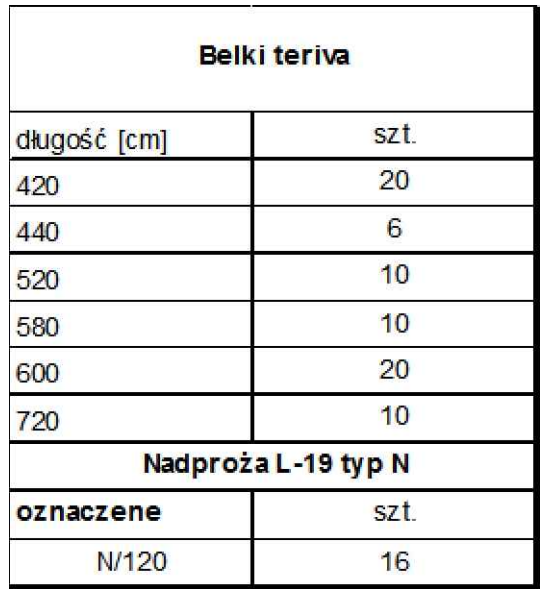 Belki teriva
długość [cm] szt.
420 20
440 6
520 10
580 10
600 20
720 10
Nadproża L-19 typ N
oznaczene szt.
N/120 16